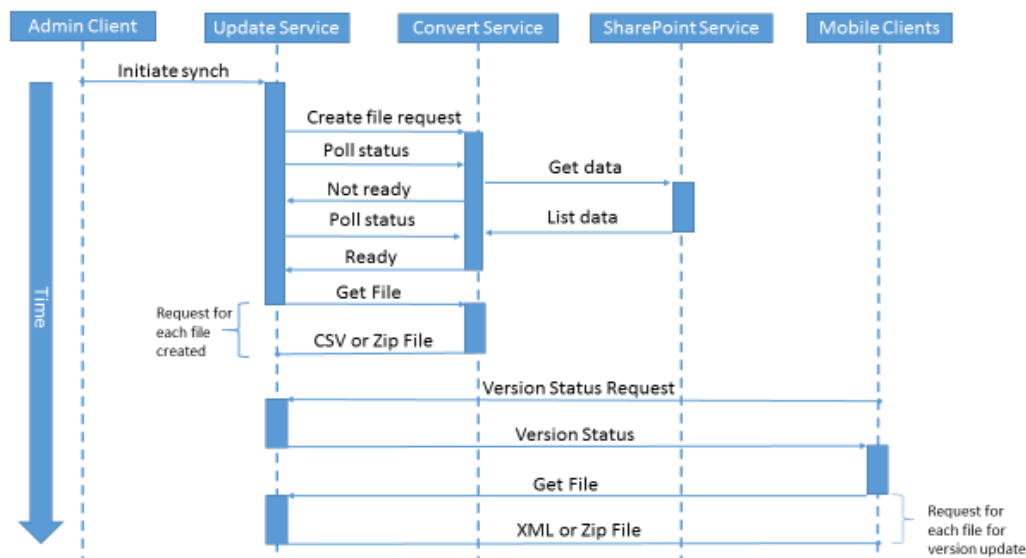 Admin Client
Update Service
Convert Service
SharePoint Service
Mobile Clients
Initiate synch
Create file request
Poll status
Get data
Not ready
Poll status
List data
Ready
Time
Get File
Request for
each file
created
CSV or Zip File
Version Status Request
Version Status
Get File
Request for
each file for
version update
XML or Zip File